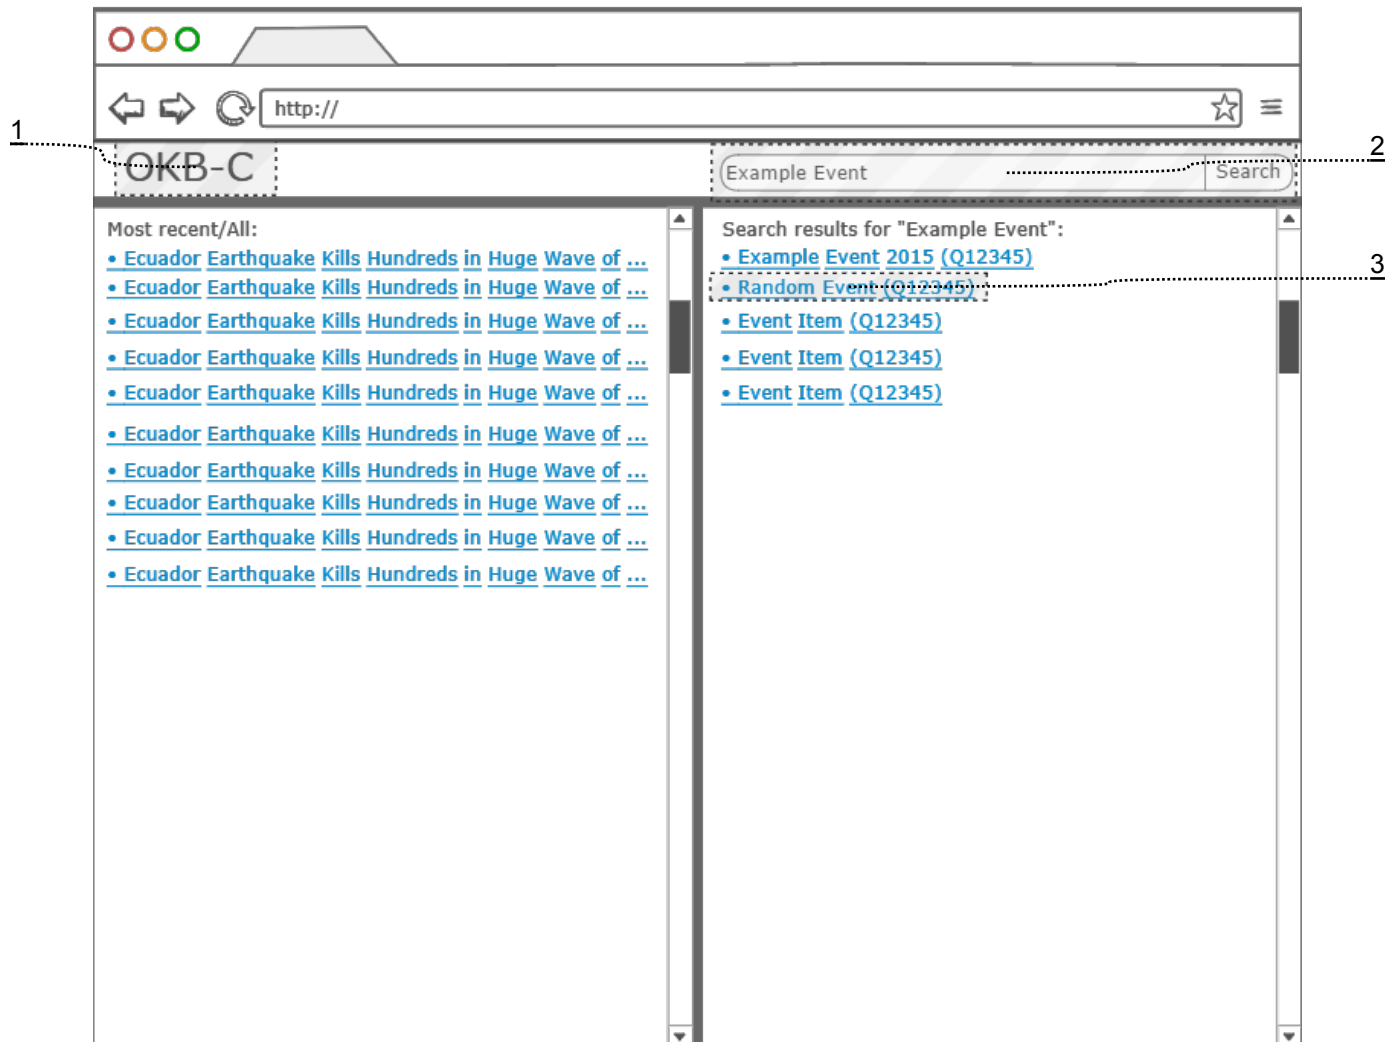 http://
1
OKB-C
Example Event
Search
2
Most recent/All:
• Ecuador Earthquake Kills Hundreds in Huge Wave of ...
• Ecuador Earthquake Kills Hundreds in Huge Wave of ...
• Ecuador Earthquake Kills Hundreds in Huge Wave of ...
• Ecuador Earthquake Kills Hundreds in Huge Wave of ...
• Ecuador Earthquake Kills Hundreds in Huge Wave of ...
• Ecuador Earthquake Kills Hundreds in Huge Wave of ...
• Ecuador Earthquake Kills Hundreds in Huge Wave of ...
• Ecuador Earthquake Kills Hundreds in Huge Wave of ...
• Ecuador Earthquake Kills Hundreds in Huge Wave of ...
• Ecuador Earthquake Kills Hundreds in Huge Wave of ...
Search results for "Example Event":
• Example Event 2015 (Q12345)
• Random Event (Q12345)
3
• Event Item (Q12345)
• Event Item (Q12345)
• Event Item (Q12345)